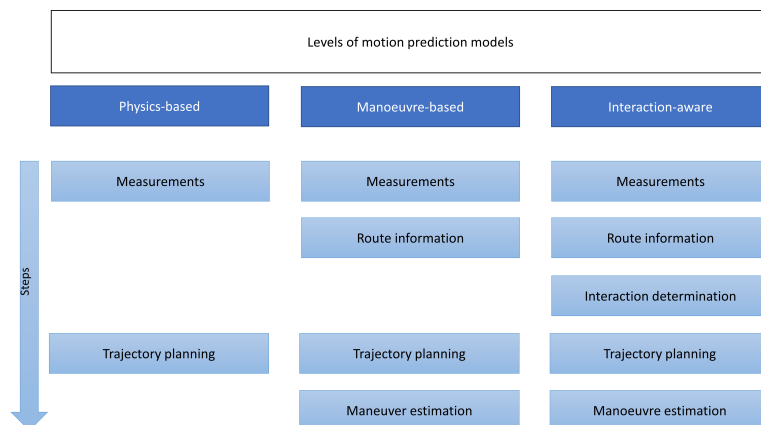 Levels of motion prediction models
Physics-based
Manoeuvre-based
Interaction-aware
Steps
Measurements
Measurements
Measurements
Route information
Route information
Interaction determination
Trajectory planning
Trajectory planning
Trajectory planning
Maneuver estimation
Manoeuvre estimation